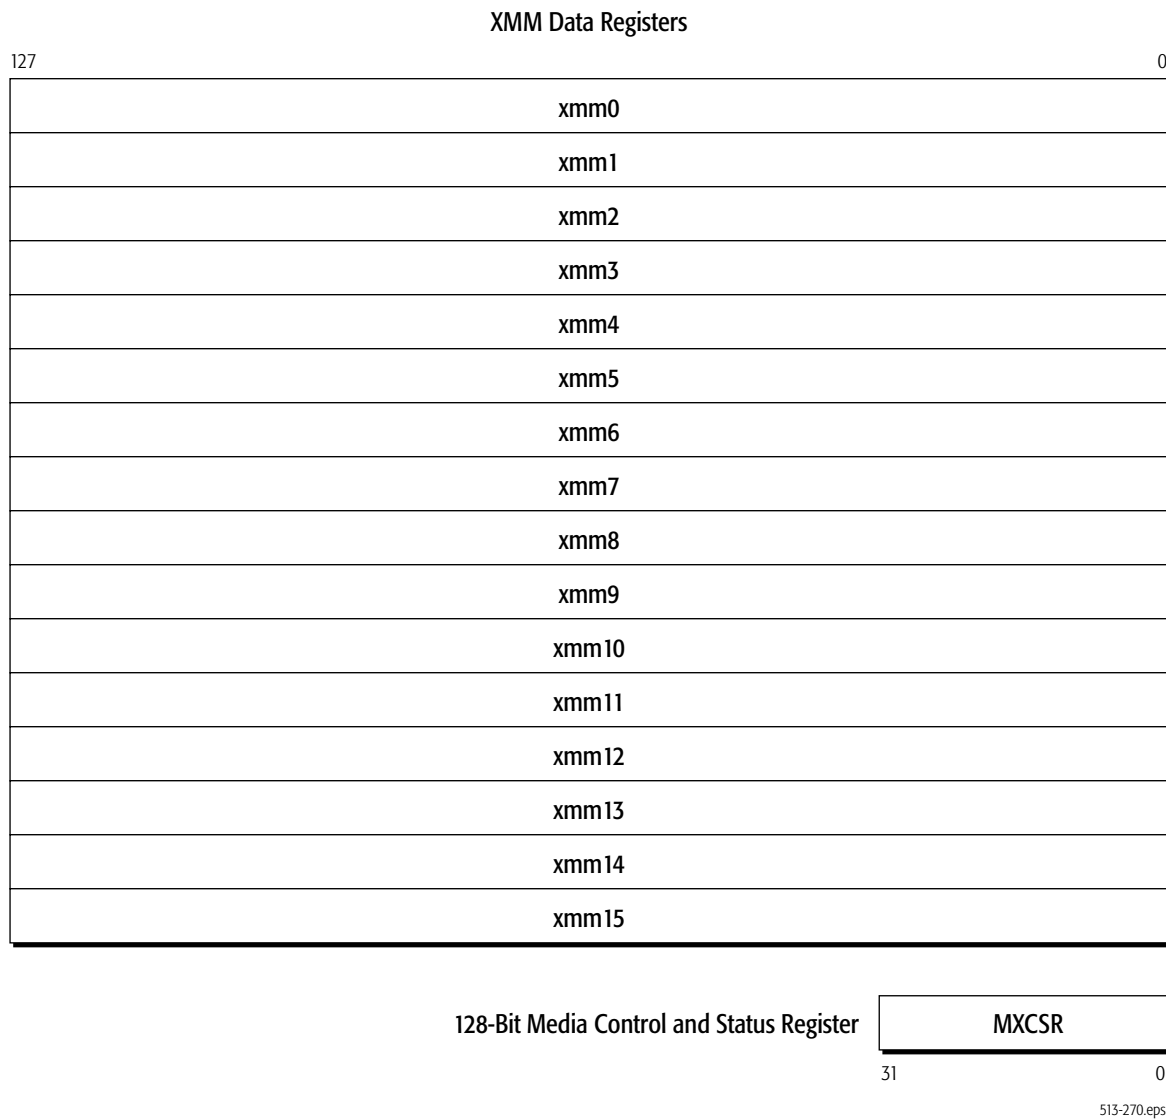 XMM Data Registers
127 0
xmm0
xmm1
xmm2
xmm3
xmm4
xmm5
xmm6
xmm7
xmm8
xmm9
xmm10
xmm11
xmm12
xmm13
xmm14
xmm15
128-Bit Media Control and Status Register MXCSR
31 0
513-270.eps